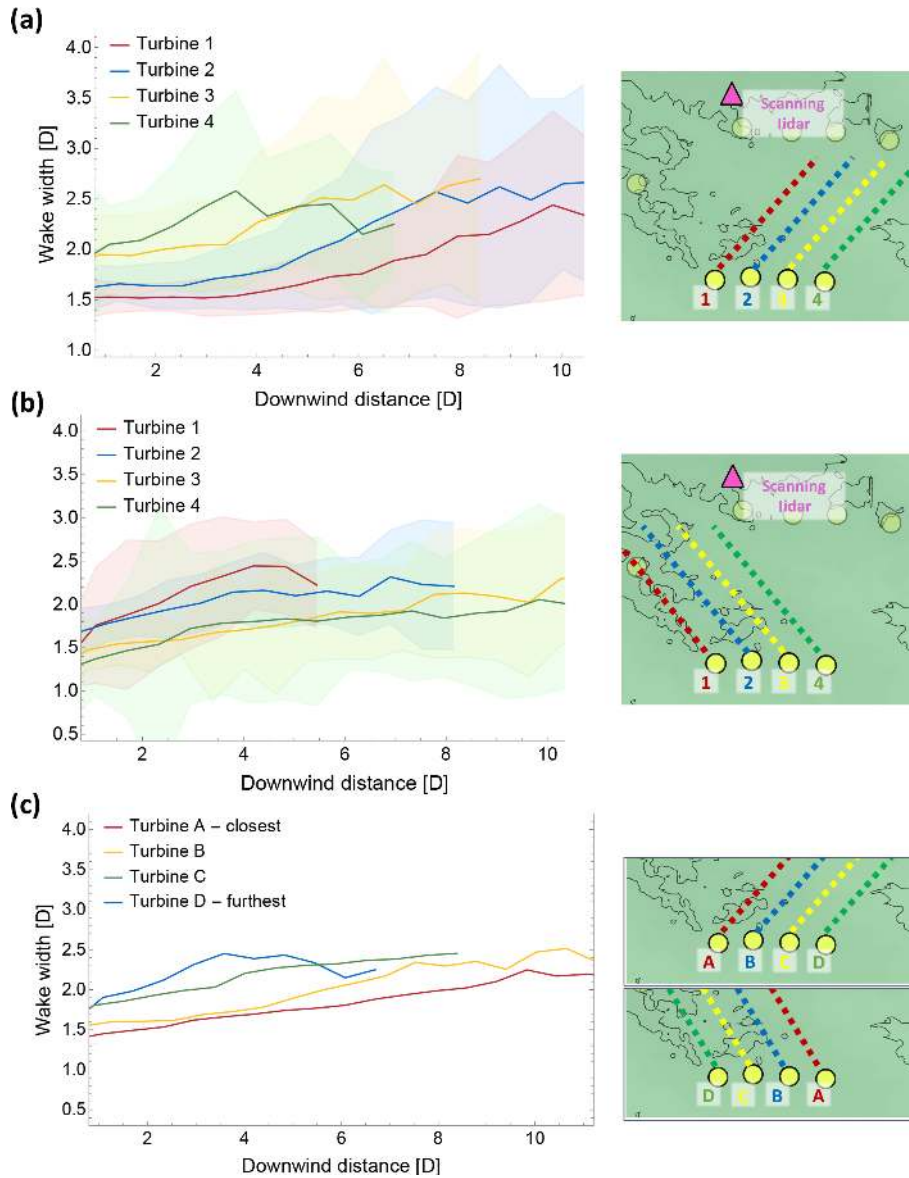 (a)
Turbine 1
Turbine 2
Turbine 3
Turbine 4
4.0
3.5
3.0
2.5
2.0
1.5
1.0
Wake width [D]
2 4 6 8 10
Downwind distance [D]
Scanning
lidar
1 2 3 4
(b)
Turbine 1
Turbine 2
Turbine 3
Turbine 4
4.0
3.5
3.0
2.5
2.0
1.5
1.0
0.5
Wake width [D]
2 4 6 8 10
Downwind distance [D]
Scanning
lidar
1 2 3 4
(c)
Turbine A – closest
Turbine B
Turbine C
Turbine D – furthest
4.0
3.5
3.0
2.5
2.0
1.5
1.0
0.5
Wake width [D]
2 4 6 8 10
Downwind distance [D]
A B C D
D C B A